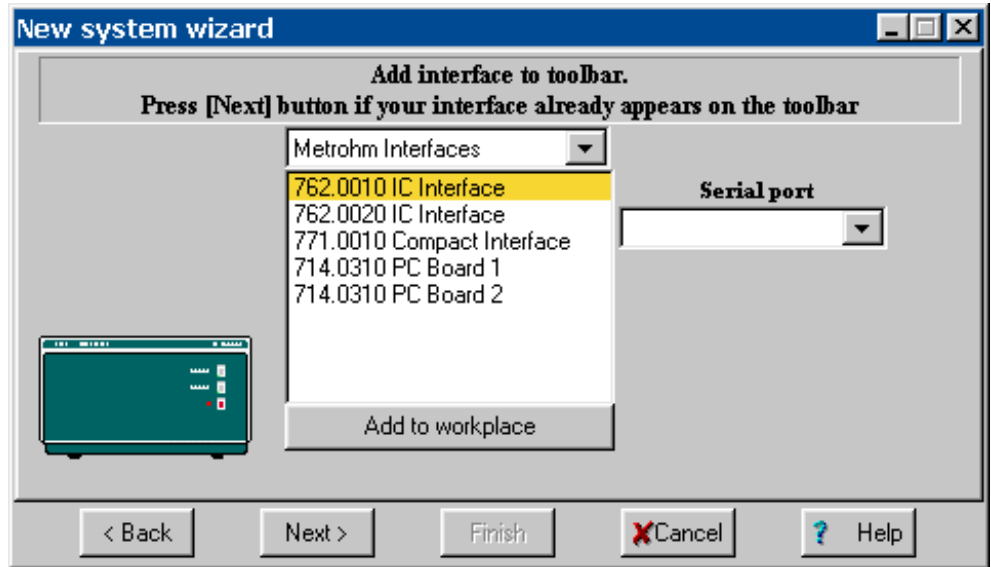 New system wizard
Add interface to toolbar.
Press [Next] button if your interface already appears on the toolbar
Metrohm Interfaces
762.0010 IC Interface
762.0020 IC Interface
771.0010 Compact Interface
714.0310 PC Board 1
714.0310 PC Board 2
Serial port
Add to workplace
< Back
Next >
Finish
Cancel
? Help